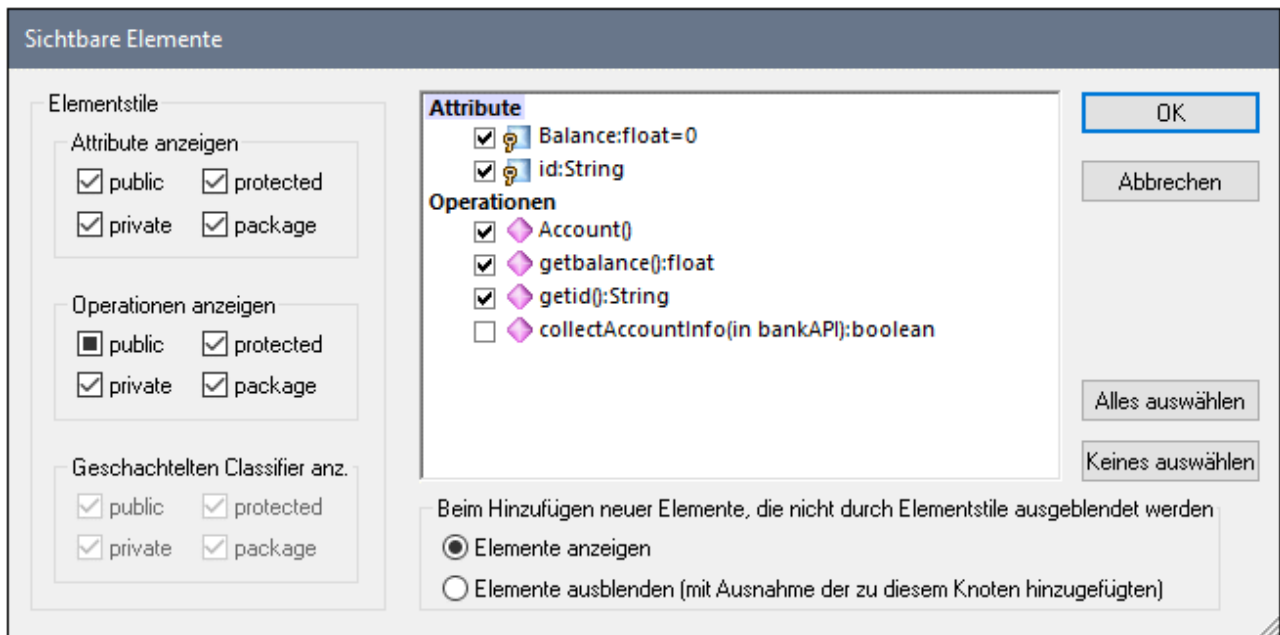 Sichtbare Elemente
Elementstile
Attribute anzeigen
public protected
private package
Operationen anzeigen
public protected
private package
Geschachtelten Classifier anz.
public protected
private package
Attribute
Balance:float=0
id:String
Operationen
Account()
getbalance():float
getid():String
collectAccountInfo(in bankAPI):boolean
Beim Hinzufügen neuer Elemente, die nicht durch Elementstile ausgeblendet werden
Elemente anzeigen
Elemente ausblenden (mit Ausnahme der zu diesem Knoten hinzugefügten)
OK
Abbrechen
Alles auswählen
Keines auswählen